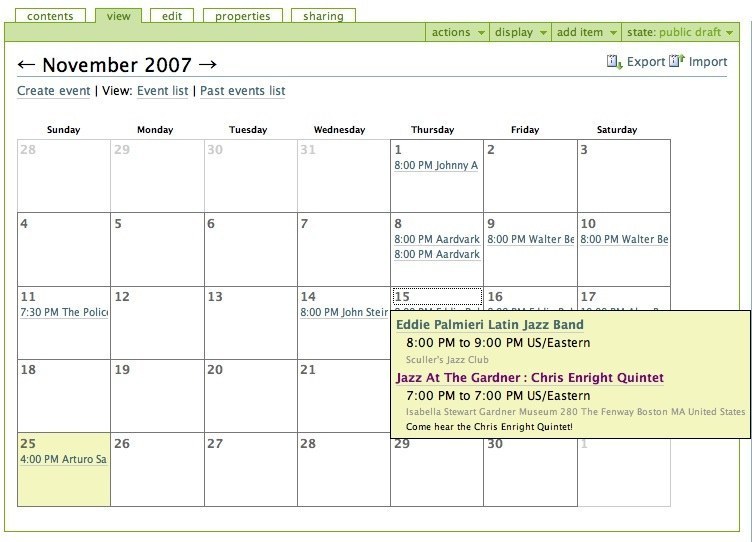 contents view edit properties sharing
actions display add item state: public draft
← November 2007 → Export Import
Create event | View: Event list | Past events list
Sunday Monday Tuesday Wednesday Thursday Friday Saturday
28 29 30 31 1 2 3
8:00 PM Johnny A
4 5 6 7 8 9 10
8:00 PM Aardvark 8:00 PM Walter Be 8:00 PM Walter Be
8:00 PM Aardvark
11 12 13 14 15 16 17
7:30 PM The Police 8:00 PM John Steir
Eddie Palmieri Latin Jazz Band
8:00 PM to 9:00 PM US/Eastern
Sculler's Jazz Club
18 19 20 21
Jazz At The Gardner : Chris Enright Quintet
7:00 PM to 7:00 PM US/Eastern
Isabella Stewart Gardner Museum 280 The Fenway Boston MA United States
Come hear the Chris Enright Quintet!
25 26 27 28 29 30 1
4:00 PM Arturo Sa